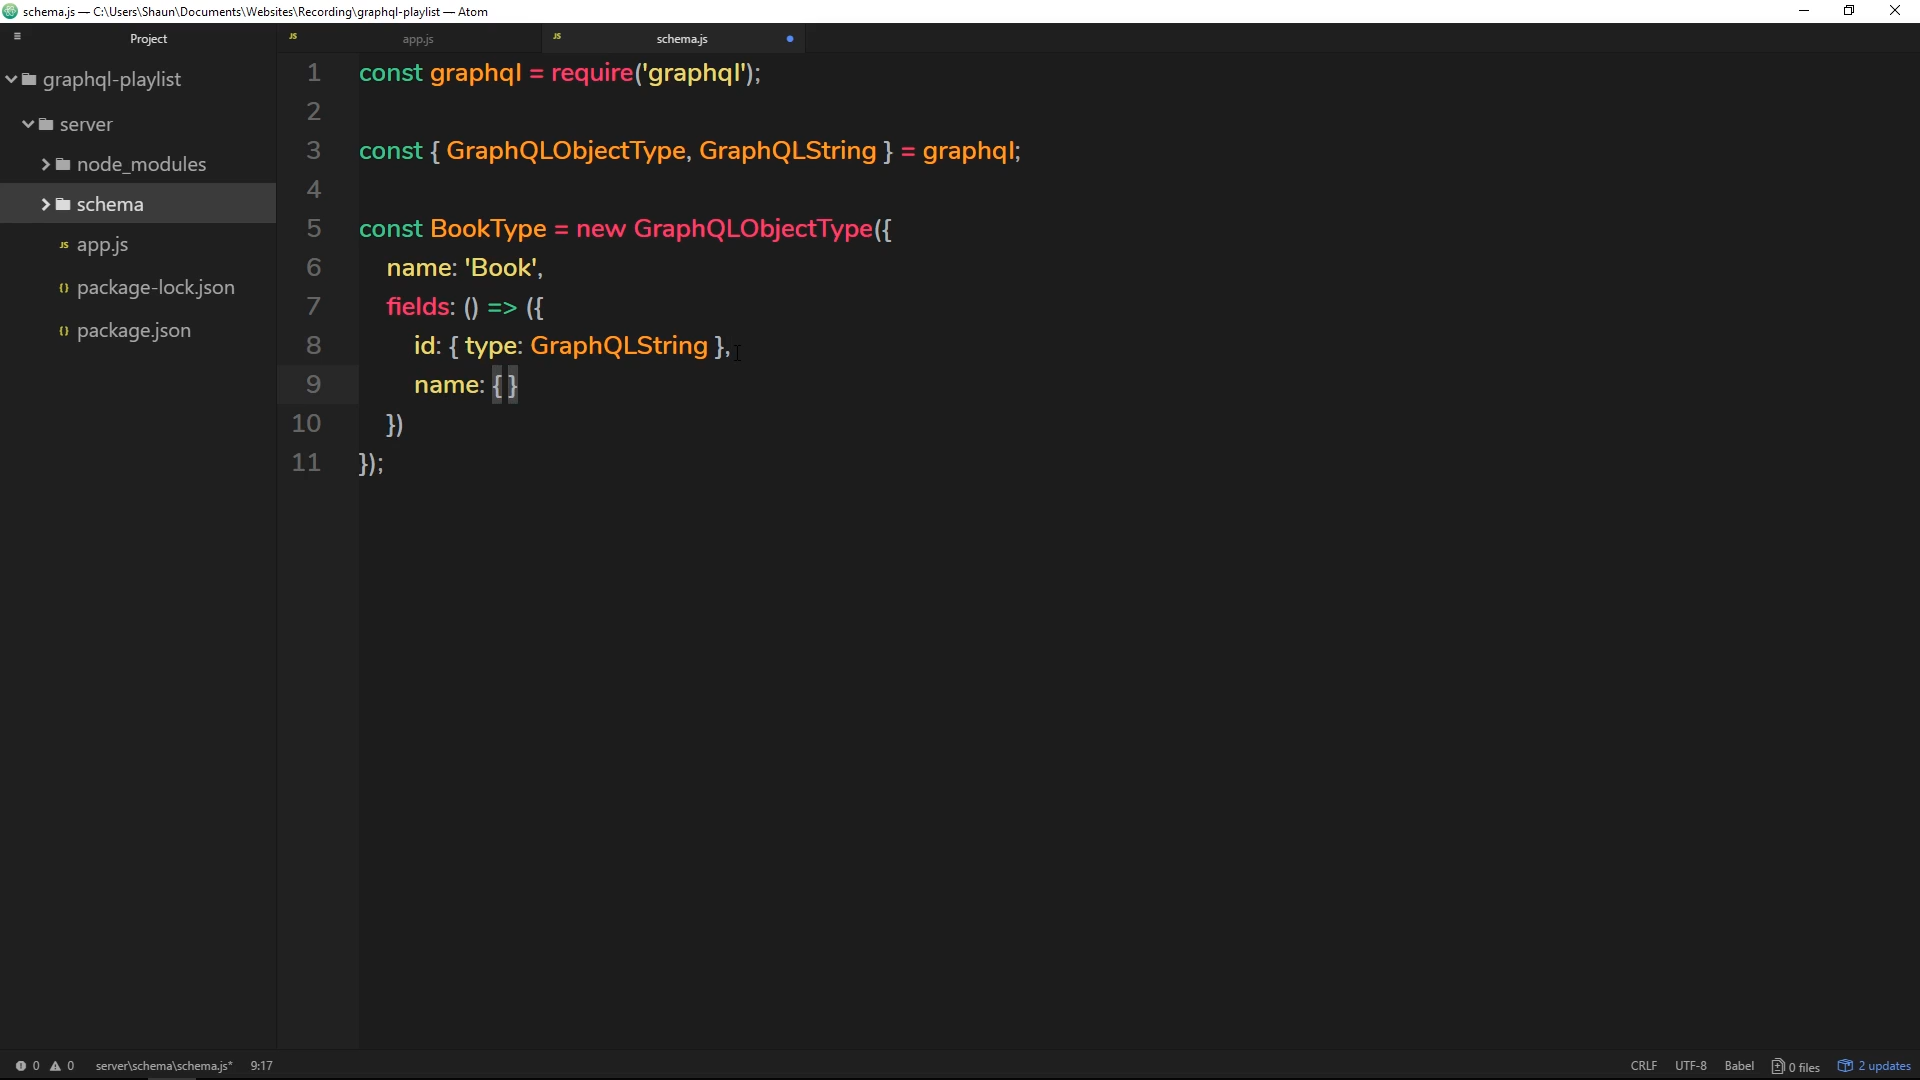 schema.js — C:\Users\Shaun\Documents\Websites\Recording\graphql-playlist — Atom
Project
graphql-playlist
server
node_modules
schema
app.js
package-lock.json
package.json
app.js
schema.js
1 const graphql = require('graphql');
2
3 const { GraphQLObjectType, GraphQLString } = graphql;
4
5 const BookType = new GraphQLObjectType({
6 name: 'Book',
7 fields: () => ({
8 id: { type: GraphQLString },
9 name: { }
10 })
11 });
0 0 server\schema\schema.js* 9:17 CRLF UTF-8 Babel 0 files 2 updates